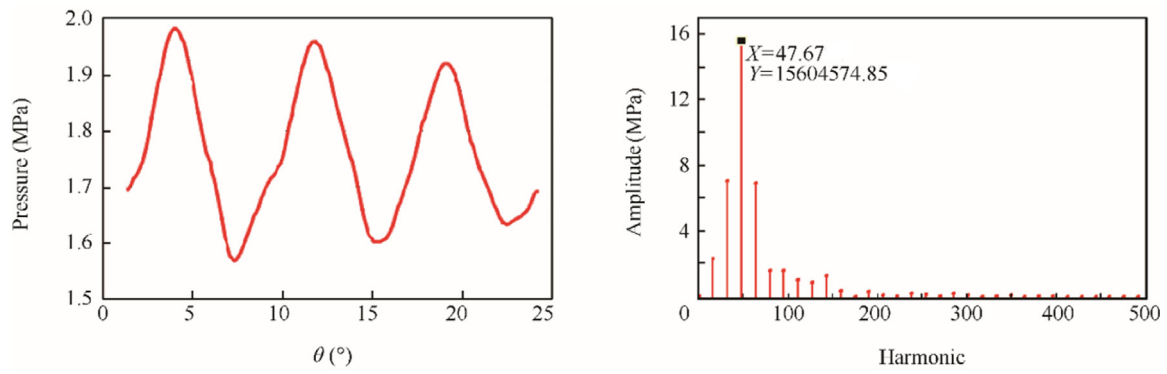 2.0
1.9
1.8
1.7
1.6
1.5
Pressure (MPa)
0 5 10 15 20 25
θ (°)
16
12
8
4
0
Amplitude (MPa)
X=47.67
Y=15604574.85
100 200 300 400 500
Harmonic